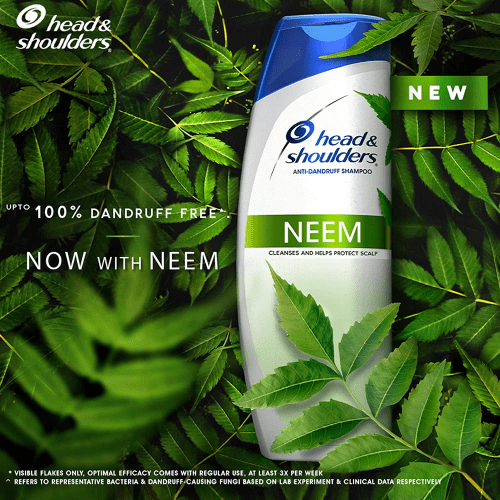 head&
shoulders
NEW
head&
shoulders
ANTI-DANDRUFF SHAMPOO
UPTO 100% DANDRUFF FREE*^.
NEEM
CLEANSES AND HELPS PROTECT SCALP
NOW WITH NEEM
* VISIBLE FLAKES ONLY, OPTIMAL EFFICACY COMES WITH REGULAR USE, AT LEAST 3X PER WEEK
^ REFERS TO REPRESENTATIVE BACTERIA & DANDRUFF-CAUSING FUNGI BASED ON LAB EXPERIMENT & CLINICAL DATA RESPECTIVELY